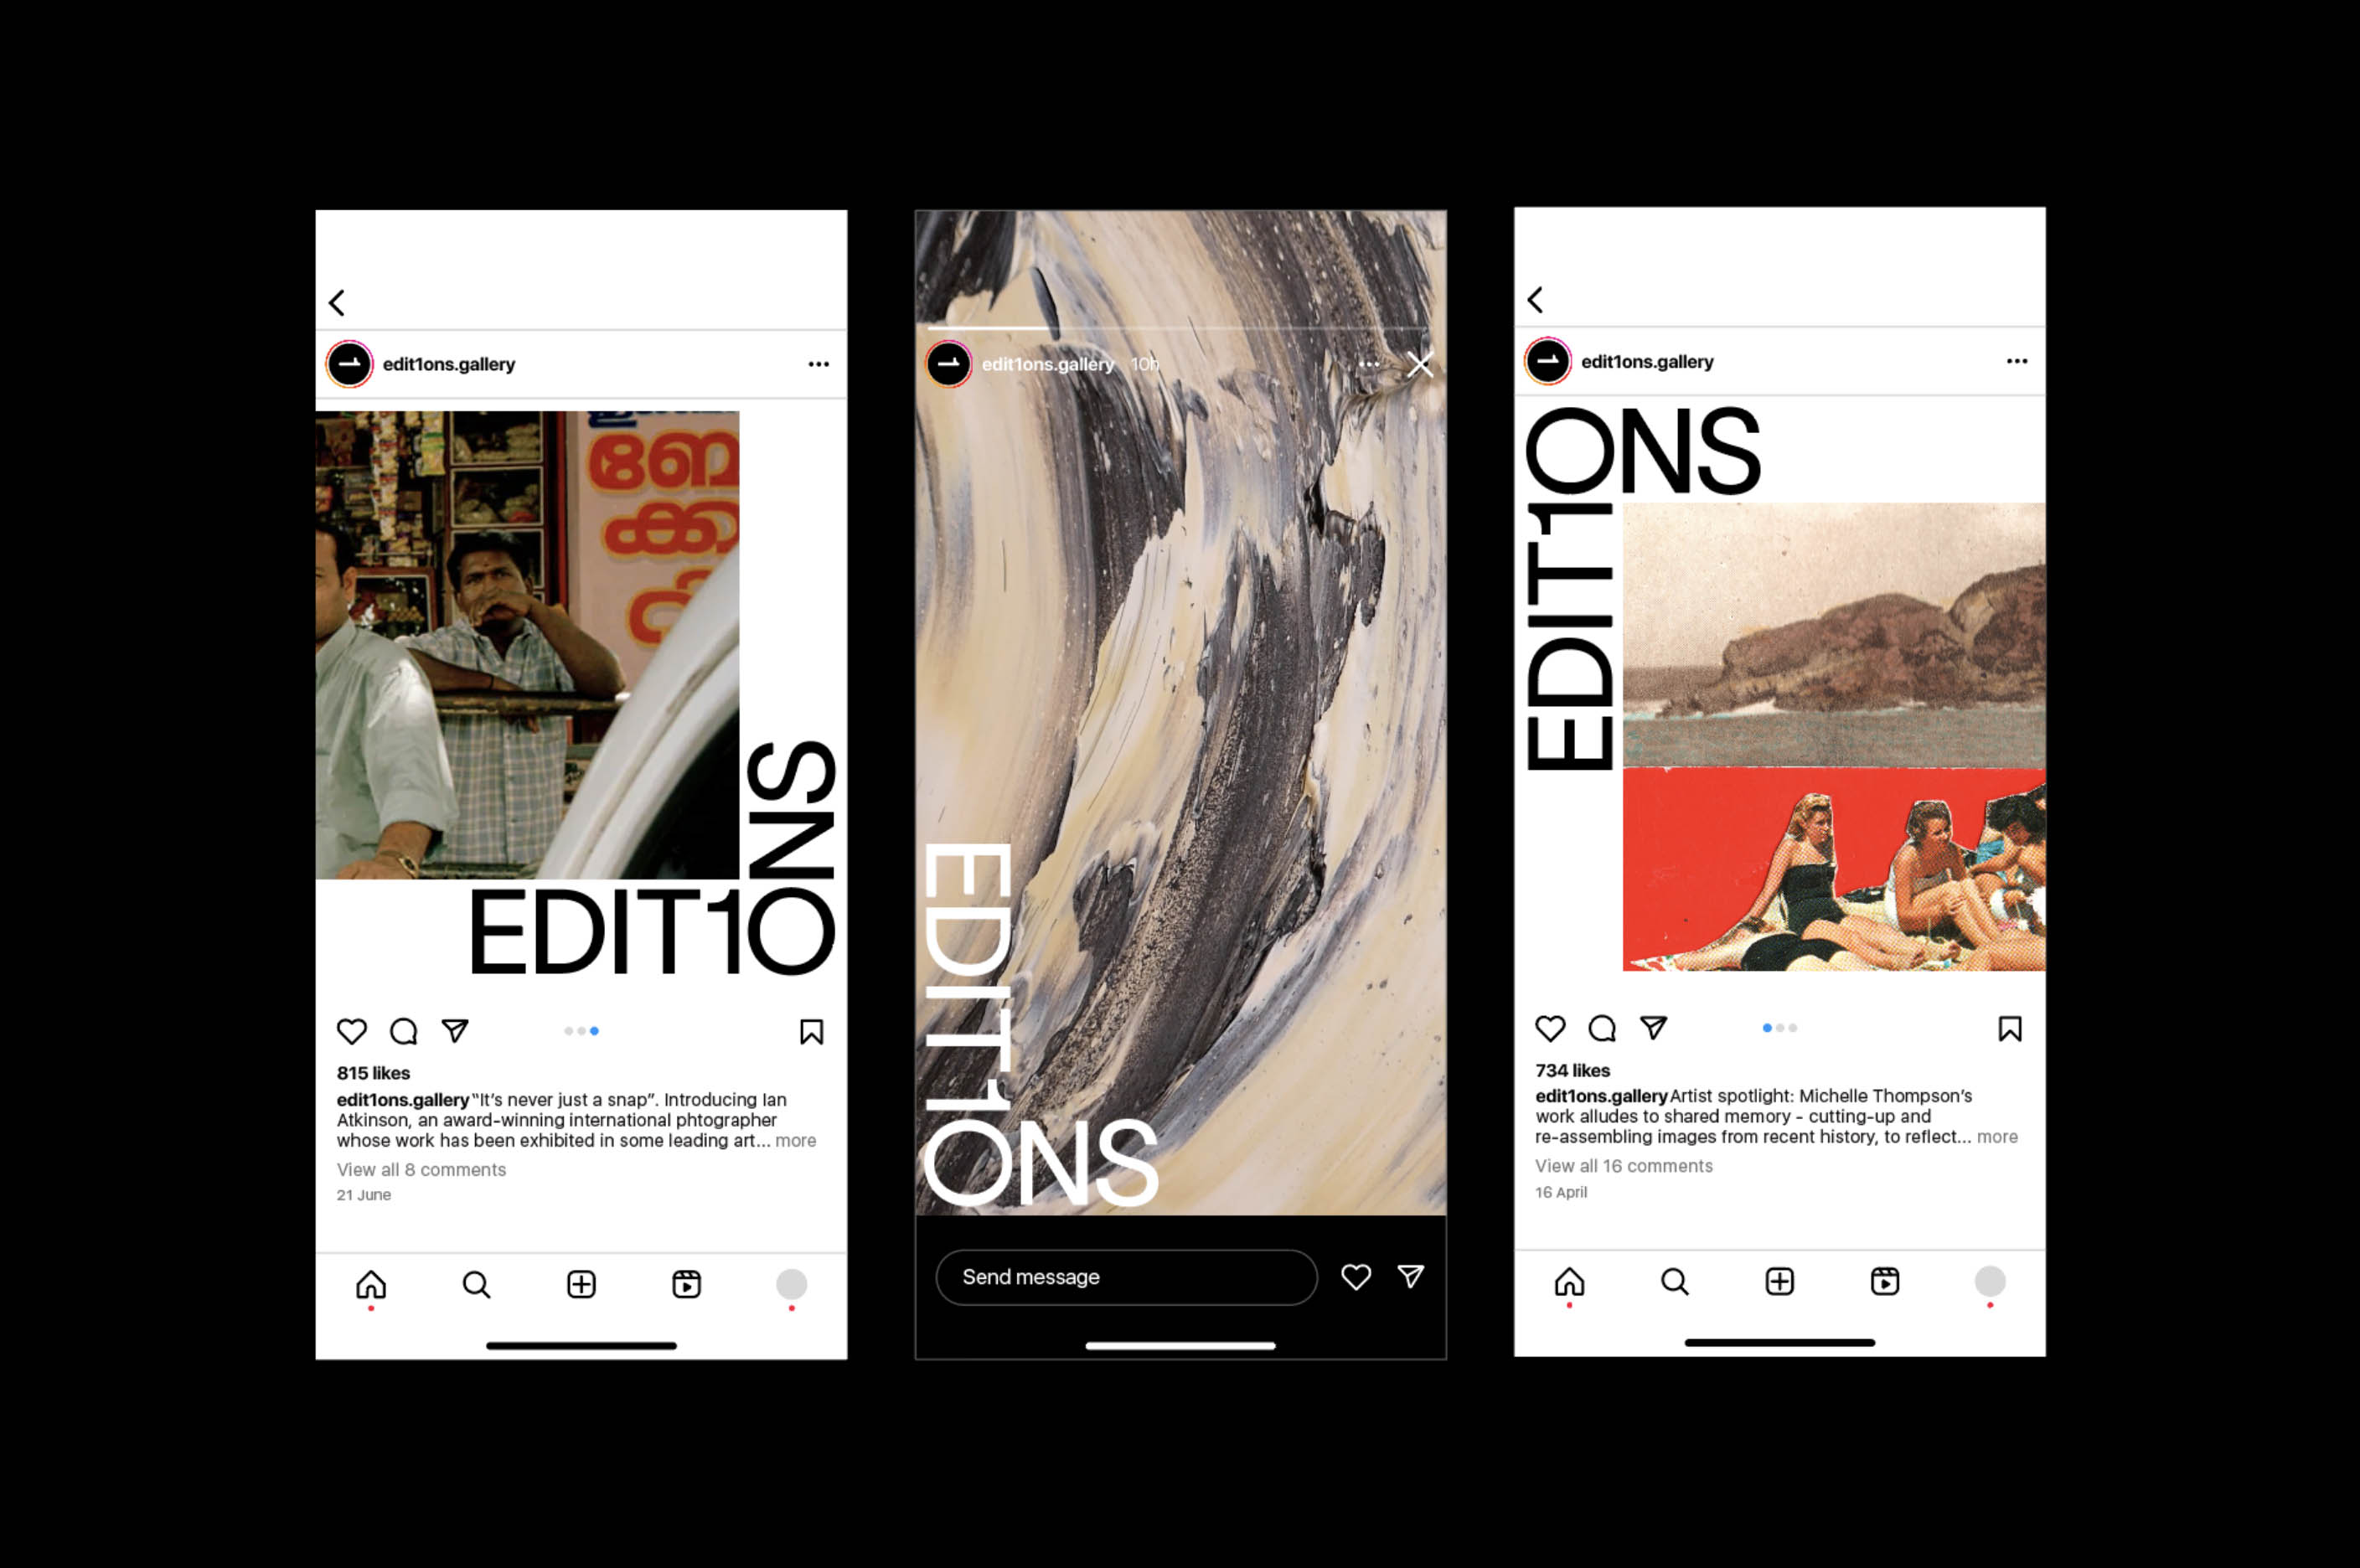 edit1ons.gallery
ബേ
ക്ക
EDIT1ONS
815 likes
edit1ons.gallery "It's never just a snap". Introducing Ian
Atkinson, an award-winning international phtographer
whose work has been exhibited in some leading art... more
View all 8 comments
21 June
edit1ons.gallery 10h
EDIT1ONS
Send message
edit1ons.gallery
EDIT1ONS
734 likes
edit1ons.gallery Artist spotlight: Michelle Thompson's
work alludes to shared memory - cutting-up and
re-assembling images from recent history, to reflect... more
View all 16 comments
16 April